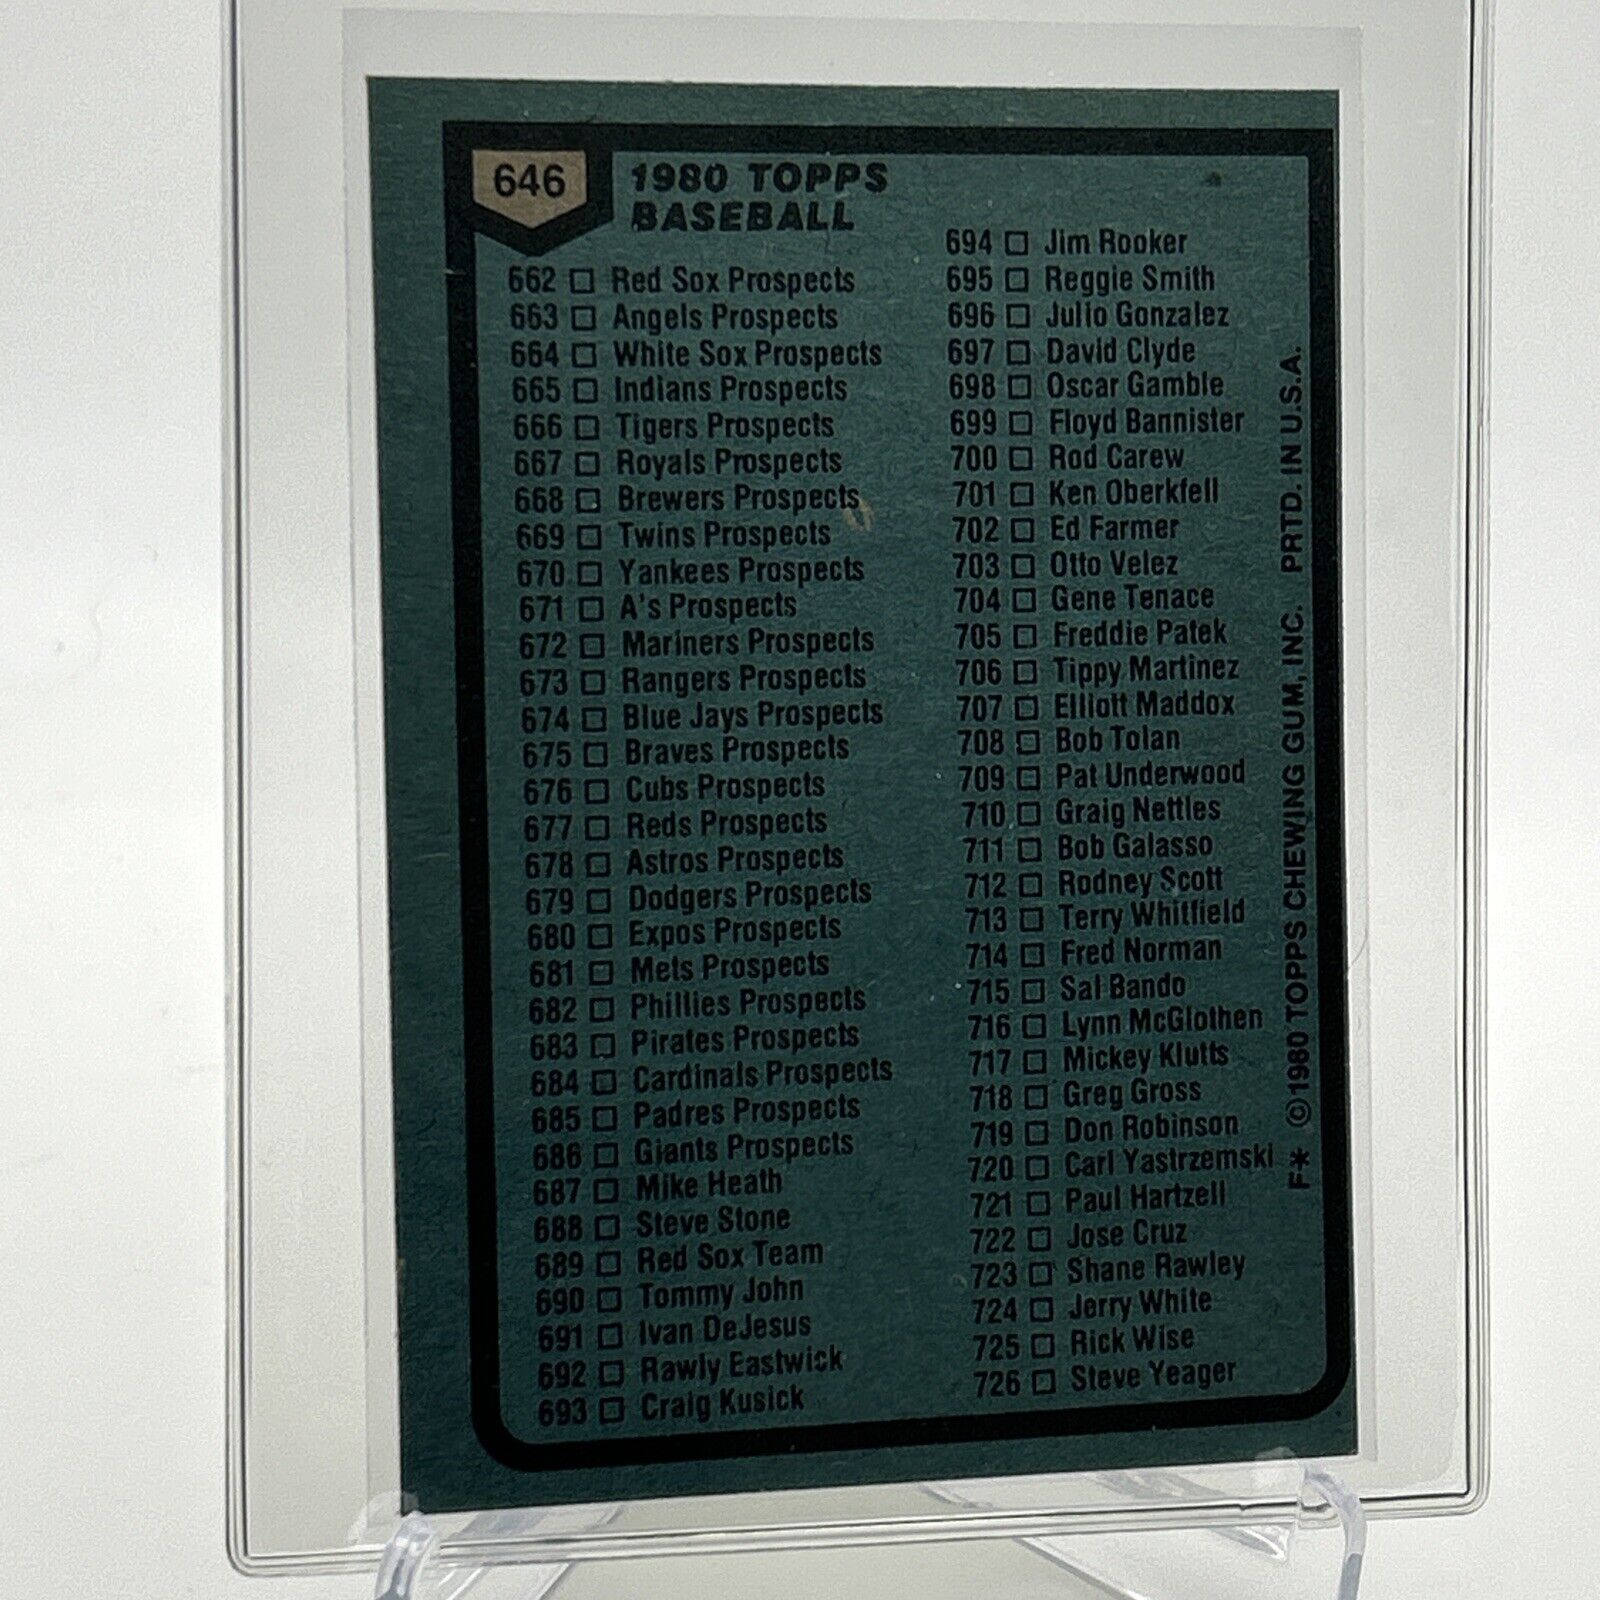 646
1980 TOPPS
BASEBALL
662 □ Red Sox Prospects
663 □ Angels Prospects
664 □ White Sox Prospects
665 □ Indians Prospects
666 □ Tigers Prospects
667 □ Royals Prospects
668 □ Brewers Prospects
669 □ Twins Prospects
670 □ Yankees Prospects
671 □ A's Prospects
672 □ Mariners Prospects
673 □ Rangers Prospects
674 □ Blue Jays Prospects
675 □ Braves Prospects
676 □ Cubs Prospects
677 □ Reds Prospects
678 □ Astros Prospects
679 □ Dodgers Prospects
680 □ Expos Prospects
681 □ Mets Prospects
682 □ Phillies Prospects
683 □ Pirates Prospects
684 □ Cardinals Prospects
685 □ Padres Prospects
686 □ Giants Prospects
687 □ Mike Heath
688 □ Steve Stone
689 □ Red Sox Team
690 □ Tommy John
691 □ Ivan DeJesus
692 □ Rawly Eastwick
693 □ Craig Kusick
694 □ Jim Rooker
695 □ Reggie Smith
696 □ Julio Gonzalez
697 □ David Clyde
698 □ Oscar Gamble
699 □ Floyd Bannister
700 □ Rod Carew
701 □ Ken Oberkfell
702 □ Ed Farmer
703 □ Otto Velez
704 □ Gene Tenace
705 □ Freddie Patek
706 □ Tippy Martinez
707 □ Elliott Maddox
708 □ Bob Tolan
709 □ Pat Underwood
710 □ Graig Nettles
711 □ Bob Galasso
712 □ Rodney Scott
713 □ Terry Whitfield
714 □ Fred Norman
715 □ Sal Bando
716 □ Lynn McGlothen
717 □ Mickey Klutts
718 □ Greg Gross
719 □ Don Robinson
720 □ Carl Yastrzemski
721 □ Paul Hartzell
722 □ Jose Cruz
723 □ Shane Rawley
724 □ Jerry White
725 □ Rick Wise
726 □ Steve Yeager
F* ©1980 TOPPS CHEWING GUM, INC. PRTD. IN U.S.A.